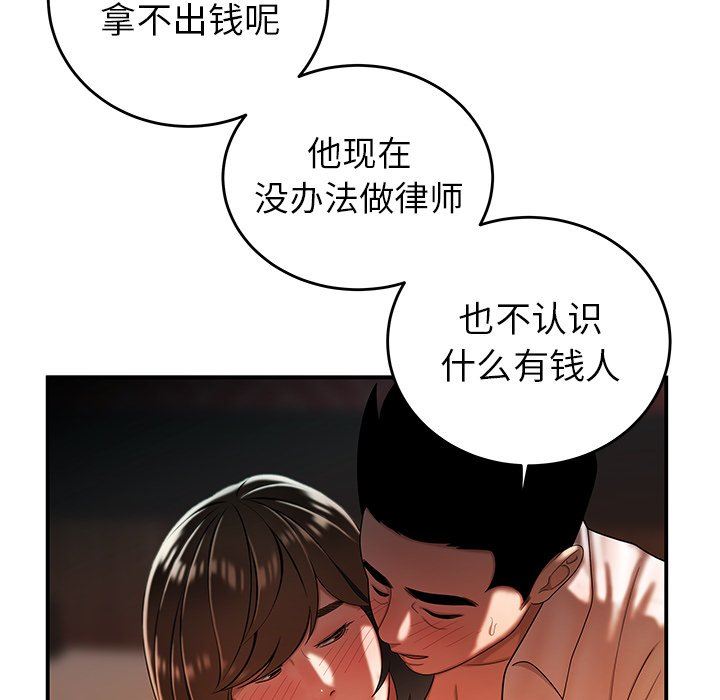 拿不出钱呢
他现在
没办法做律师
也不认识
什么有钱人